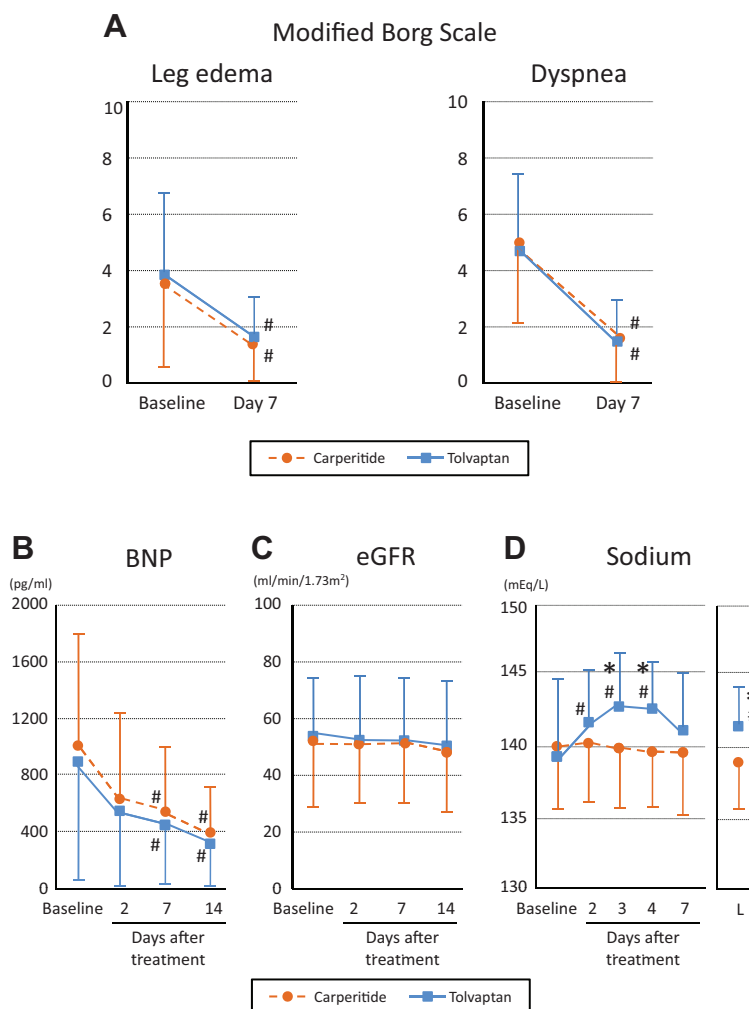 A
Modified Borg Scale
Leg edema
Dyspnea
10
8
6
4
2
0
Baseline
Day 7
#
#
10
8
6
4
2
0
Baseline
Day 7
#
#
Carperitide
Tolvaptan
B
BNP
(pg/ml)
2000
1600
1200
800
400
0
#
#
#
#
Baseline 2 7 14
Days after
treatment
C
eGFR
(ml/min/1.73m²)
100
80
60
40
20
0
Baseline 2 7 14
Days after
treatment
D
Sodium
(mEq/L)
150
145
140
135
130
* *
# # #
Baseline 2 3 4 7
Days after
treatment
L
Carperitide
Tolvaptan